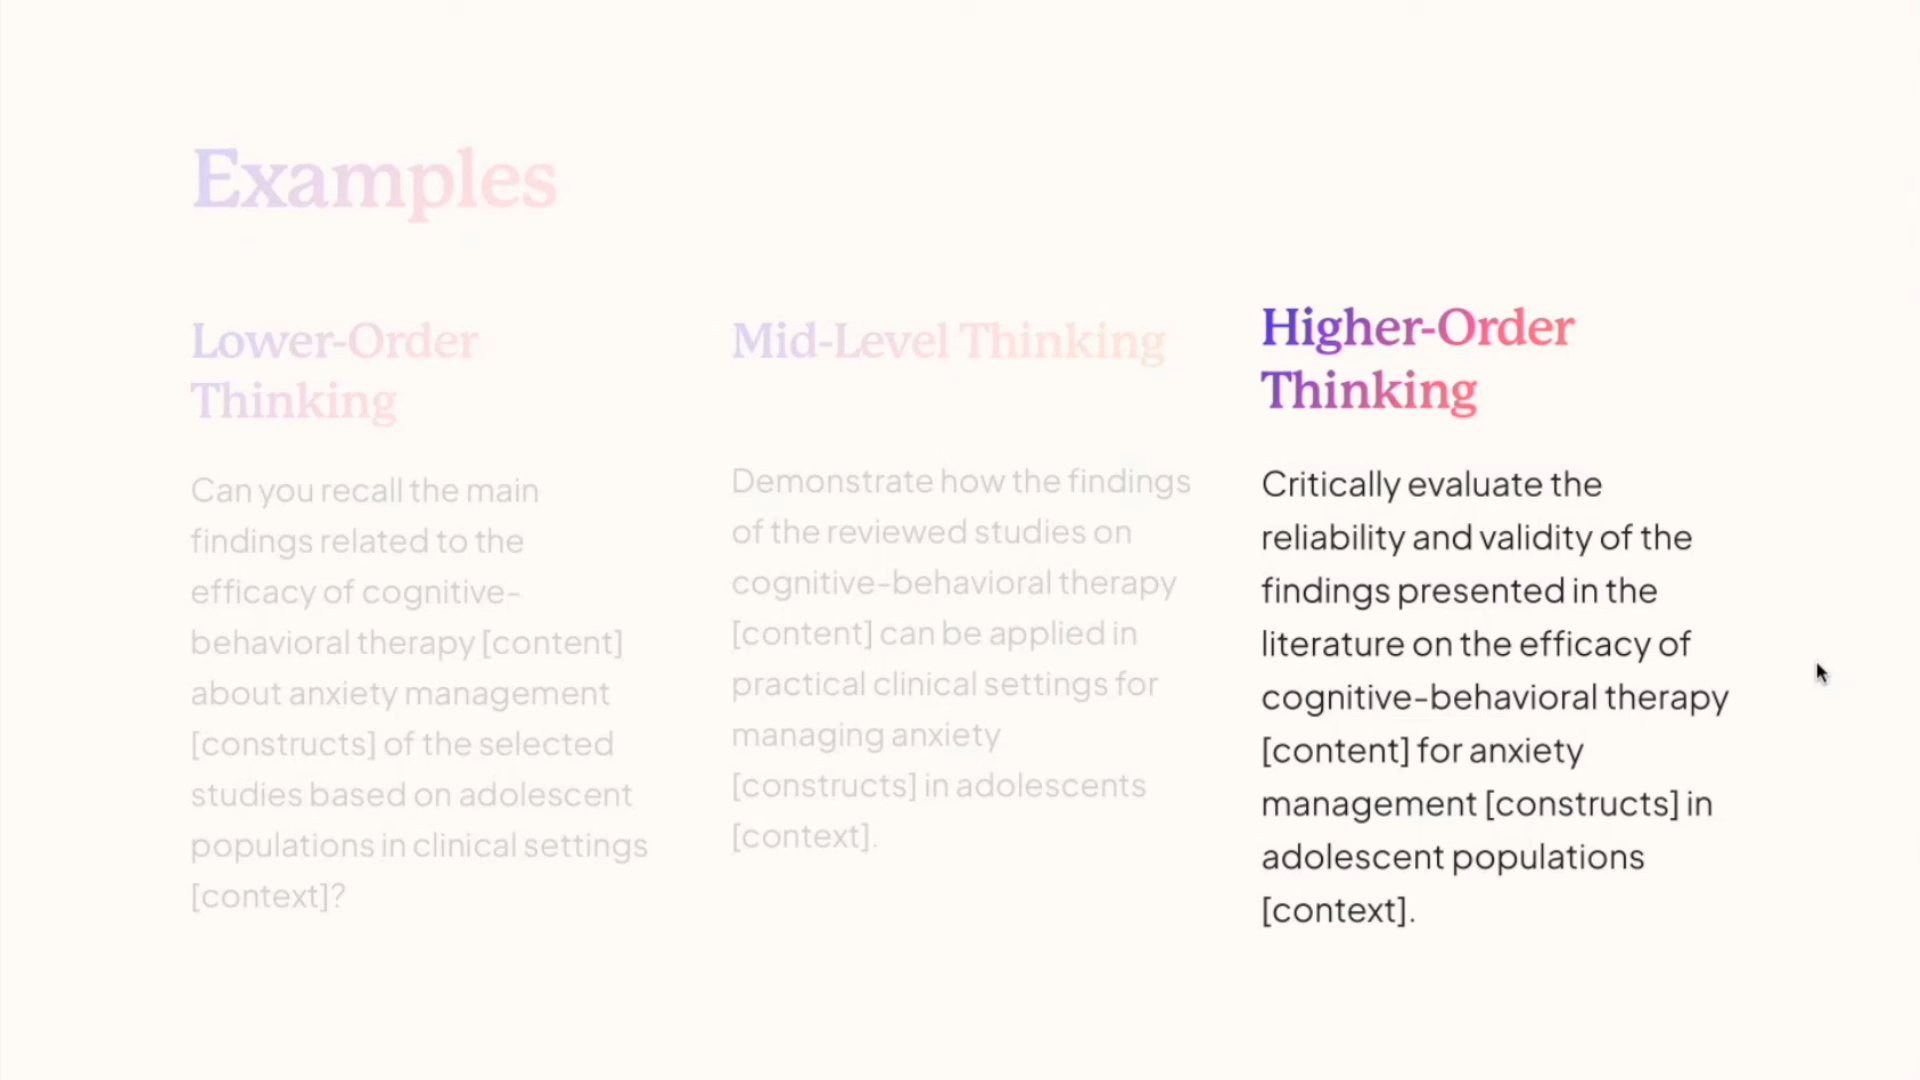 Examples
Lower-Order
Thinking
Can you recall the main
findings related to the
efficacy of cognitive-
behavioral therapy [content]
about anxiety management
[constructs] of the selected
studies based on adolescent
populations in clinical settings
[context]?
Mid-Level Thinking
Demonstrate how the findings
of the reviewed studies on
cognitive-behavioral therapy
[content] can be applied in
practical clinical settings for
managing anxiety
[constructs] in adolescents
[context].
Higher-Order
Thinking
Critically evaluate the
reliability and validity of the
findings presented in the
literature on the efficacy of
cognitive-behavioral therapy
[content] for anxiety
management [constructs] in
adolescent populations
[context].